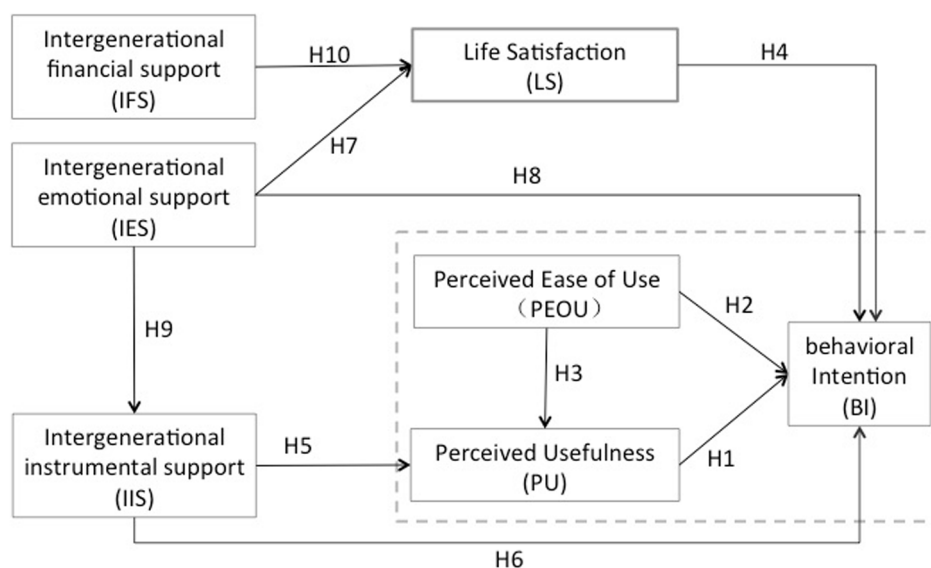 Intergenerational
financial support
(IFS)
H10
Life Satisfaction
(LS)
H4
H7
Intergenerational
emotional support
(IES)
H8
Perceived Ease of Use
（PEOU）
H2
H9
H3
behavioral
Intention
(BI)
Intergenerational
instrumental support
(IIS)
H5
Perceived Usefulness
(PU)
H1
H6